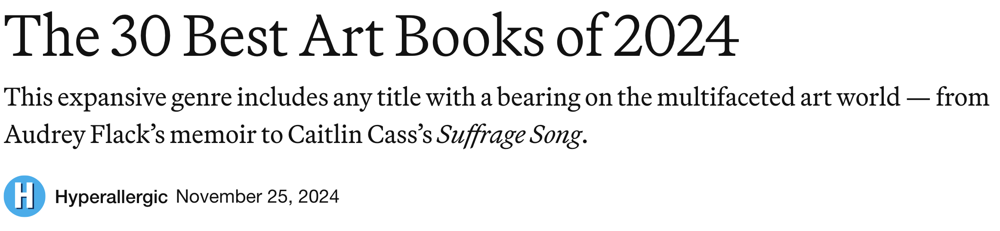 The 30 Best Art Books of 2024
This expansive genre includes any title with a bearing on the multifaceted art world — from
Audrey Flack’s memoir to Caitlin Cass’s Suffrage Song.
H Hyperallergic November 25, 2024